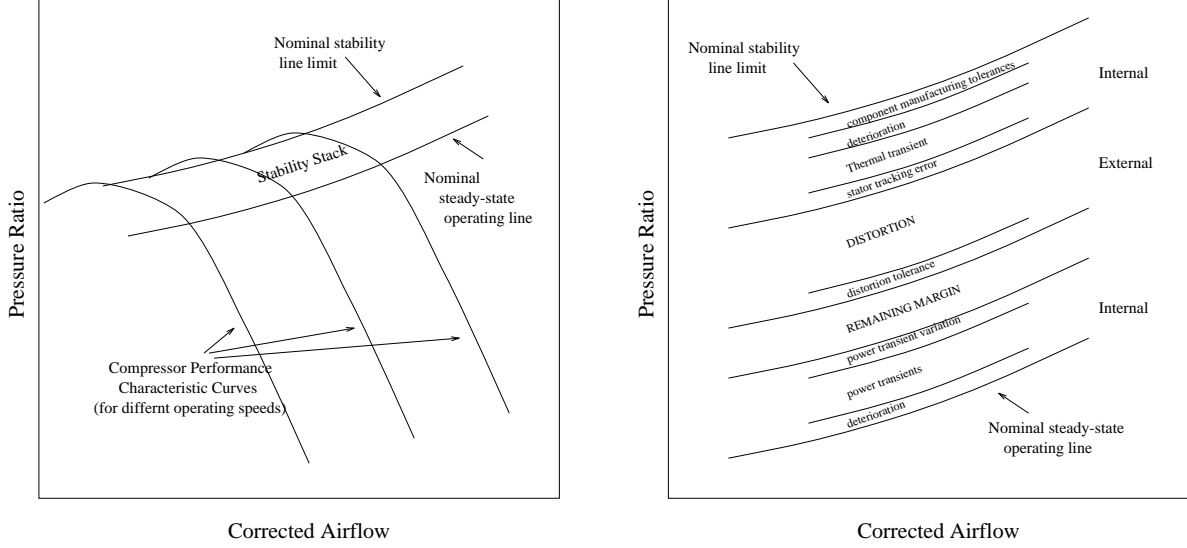 Pressure Ratio
Nominal stability
line limit
Stability Stack
Nominal
steady-state
operating line
Compressor Performance
Characteristic Curves
(for differnt operating speeds)
Corrected Airflow
Pressure Ratio
Nominal stability
line limit
component manufacturing tolerances
deterioration
Thermal transient
stator tracking error
DISTORTION
distortion tolerance
REMAINING MARGIN
power transient variation
power transients
deterioration
Internal
External
Internal
Nominal steady-state
operating line
Corrected Airflow